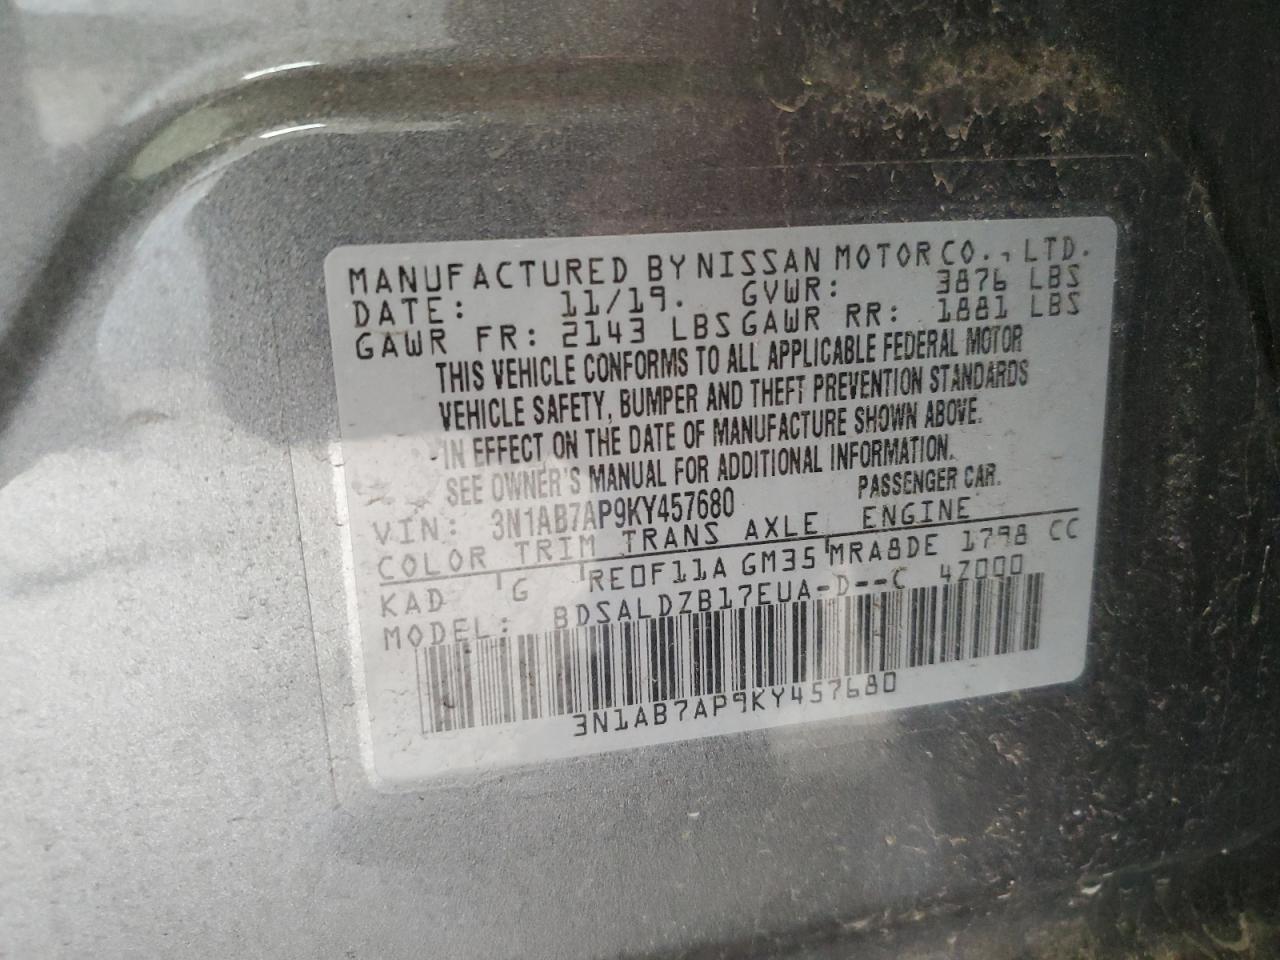 MANUFACTURED BY NISSAN MOTOR CO., LTD.
DATE: 11/19. GVWR: 3876 LBS
GAWR FR: 2143 LBS GAWR RR: 1881 LBS
THIS VEHICLE CONFORMS TO ALL APPLICABLE FEDERAL MOTOR
VEHICLE SAFETY, BUMPER AND THEFT PREVENTION STANDARDS
IN EFFECT ON THE DATE OF MANUFACTURE SHOWN ABOVE.
SEE OWNER'S MANUAL FOR ADDITIONAL INFORMATION.
VIN: 3N1AB7AP9KY457680 PASSENGER CAR.
COLOR TRIM TRANS AXLE ENGINE
KAD G RE0F11A GM35 MRA8DE 1798 CC
MODEL: BDSALDZB17EUA-D--C 4Z000
3N1AB7AP9KY457680